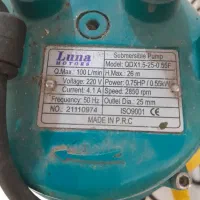 Luna
MOTORS
Submersible Pump
Model: QDX1.5-25-0.55F
Q.Max.: 100 L/min H.Max.: 26 m
Voltage: 220 V Power: 0.75HP / 0.55kW
Current: 4.1 A Speed: 2850 rpm
Frequency: 50 Hz Outlet Dia.: 25 mm
NO.: 21110974 ISO9001 CE
MADE IN P.R.C